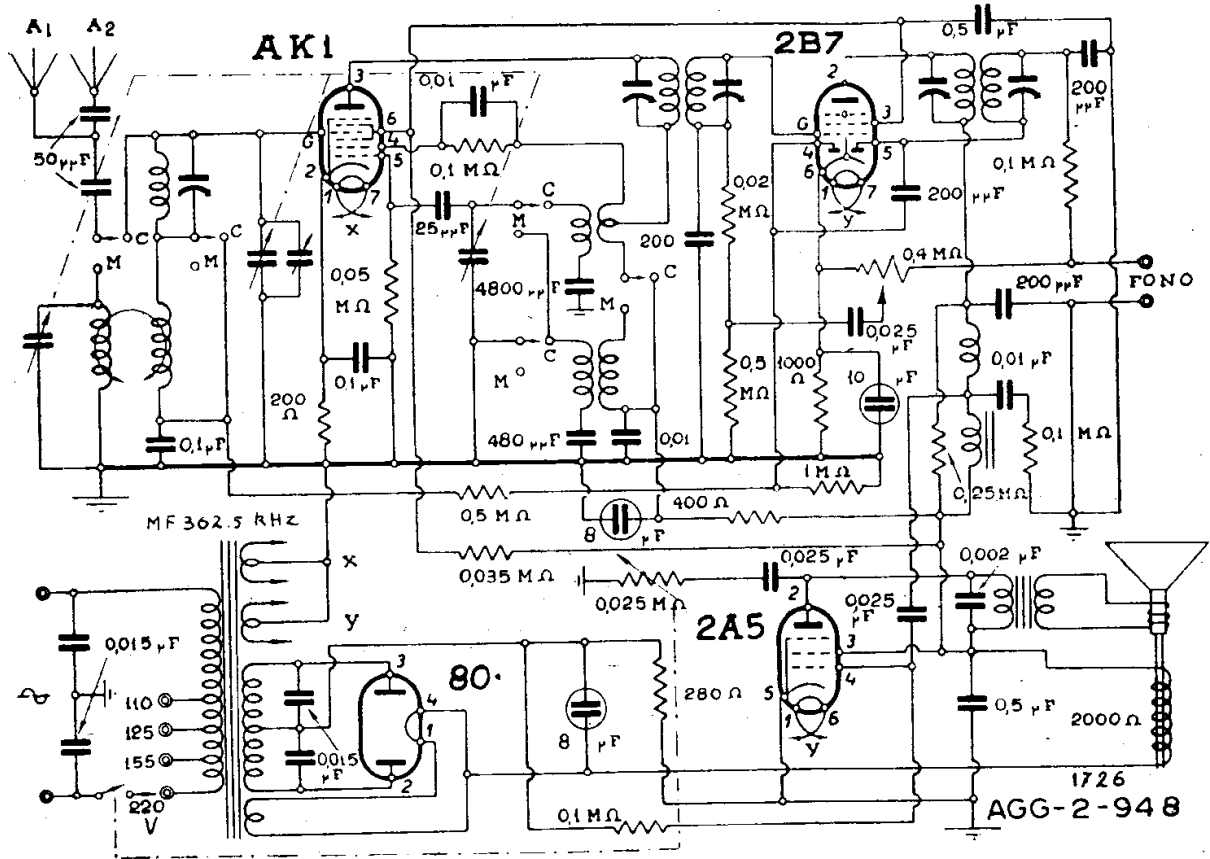 A1 A2
AK1
2B7
0,5 μF
3
0,01 μF
2
200 μμF
50 μμF
G
6
4
5
2
1
7
x
0,1 MΩ
G
4
6
3
5
1
7
y
0,1 MΩ
0,02 MΩ
200 μμF
C
C
M
M
25 μμF
C
M
C
M
C
M
200
0,4 MΩ
FONO
200 μμF
0,05 MΩ
4800 μμF
0,025 μF
0,01 μF
0,1 μF
0,5 MΩ
1000 Ω
10 μF
200 Ω
0,1 μF
480 μμF
0,01
0,1 MΩ
1 MΩ
0,25 MΩ
0,5 MΩ
8 μF
400 Ω
MF 362.5 kHz
0,035 MΩ
x
y
0,025 MΩ
0,025 μF
0,002 μF
0,025 μF
2A5
2
3
4
5
1
6
y
0,015 μF
110
125
155
220
V
80
3
4
1
2
0,015 μF
8 μF
280 Ω
0,5 μF
2000 Ω
0,1 MΩ
1726
AGG-2-948